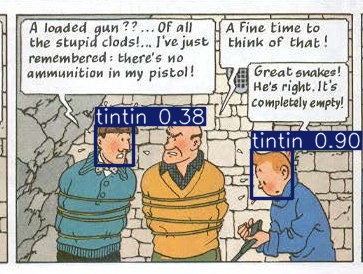 A loaded gun ??... Of all
the stupid clods!... I've just
remembered: there's no
ammunition in my pistol!
A fine time to
think of that!
Great snakes!
He's right. It's
completely empty!
tintin 0.38
tintin 0.90